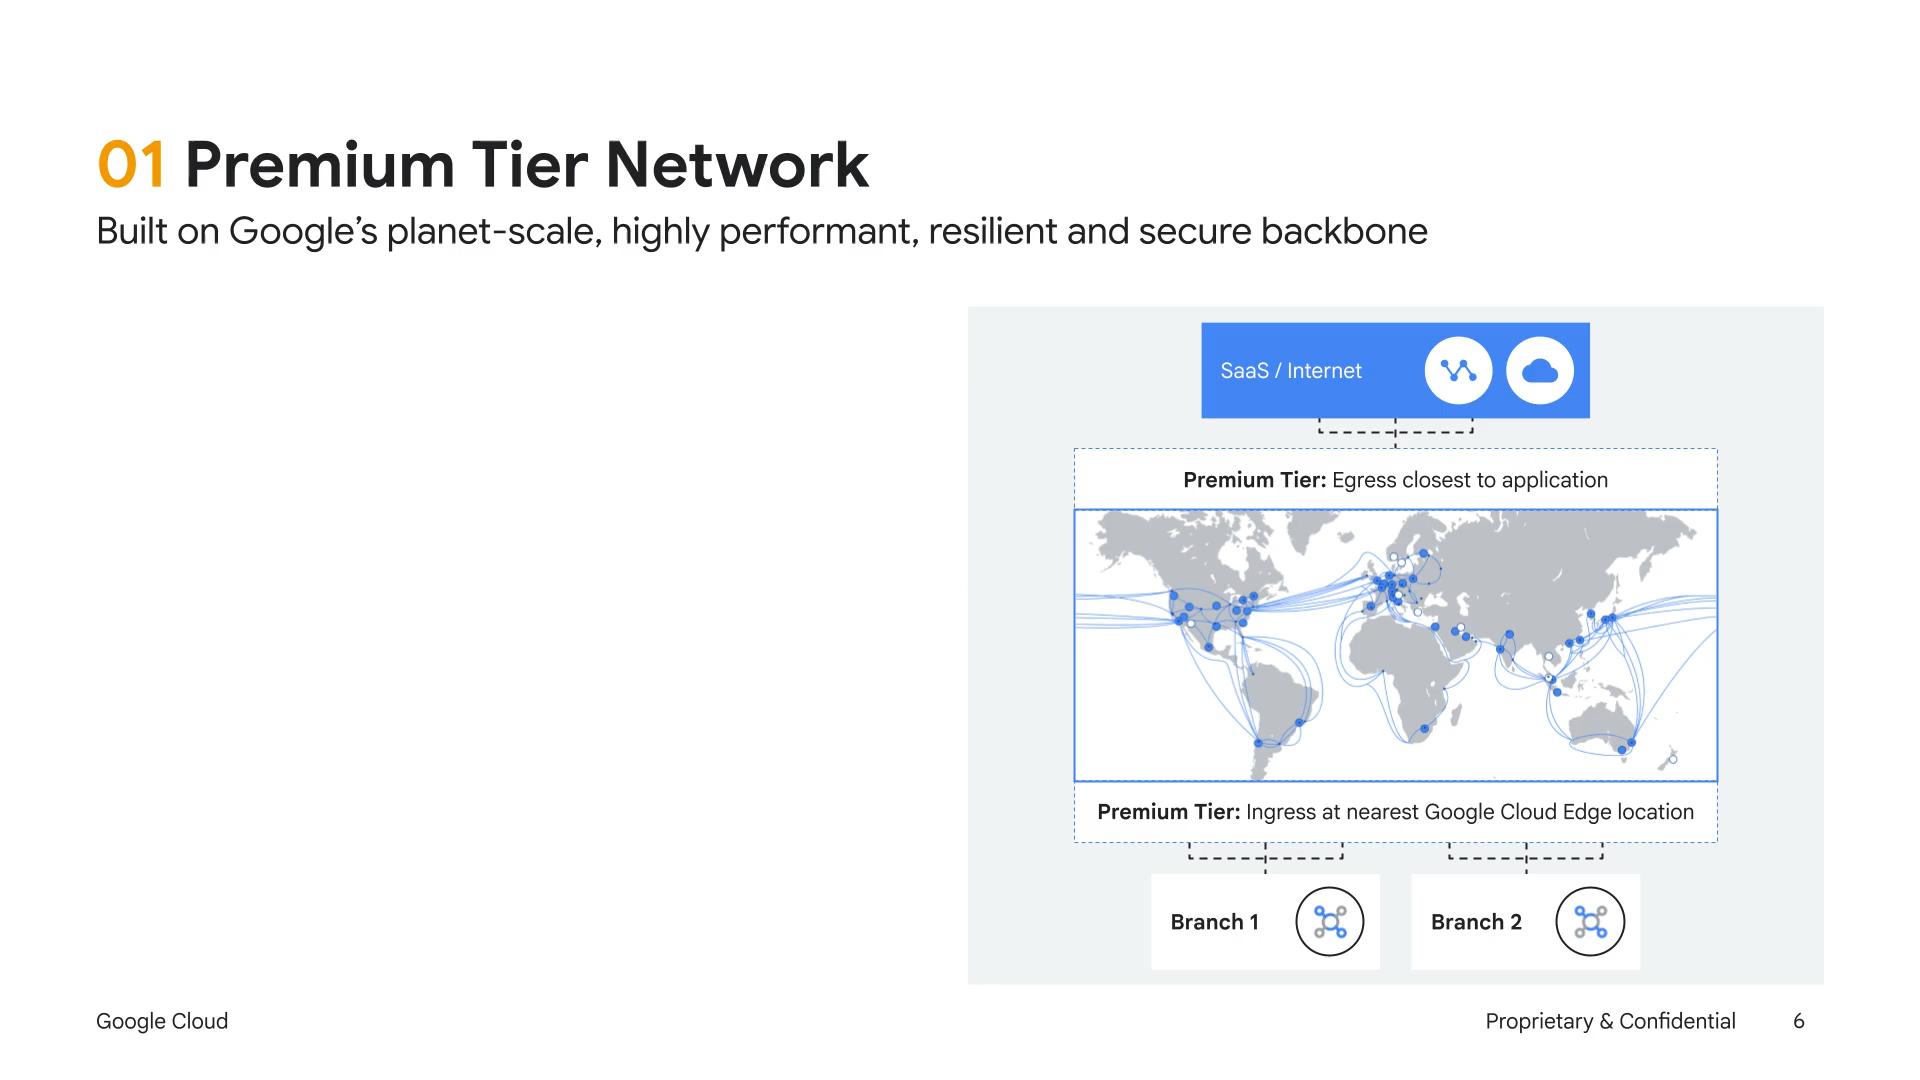 01 Premium Tier Network
Built on Google’s planet-scale, highly performant, resilient and secure backbone
SaaS / Internet
Premium Tier: Egress closest to application
Premium Tier: Ingress at nearest Google Cloud Edge location
Branch 1
Branch 2
Google Cloud
Proprietary & Confidential
6